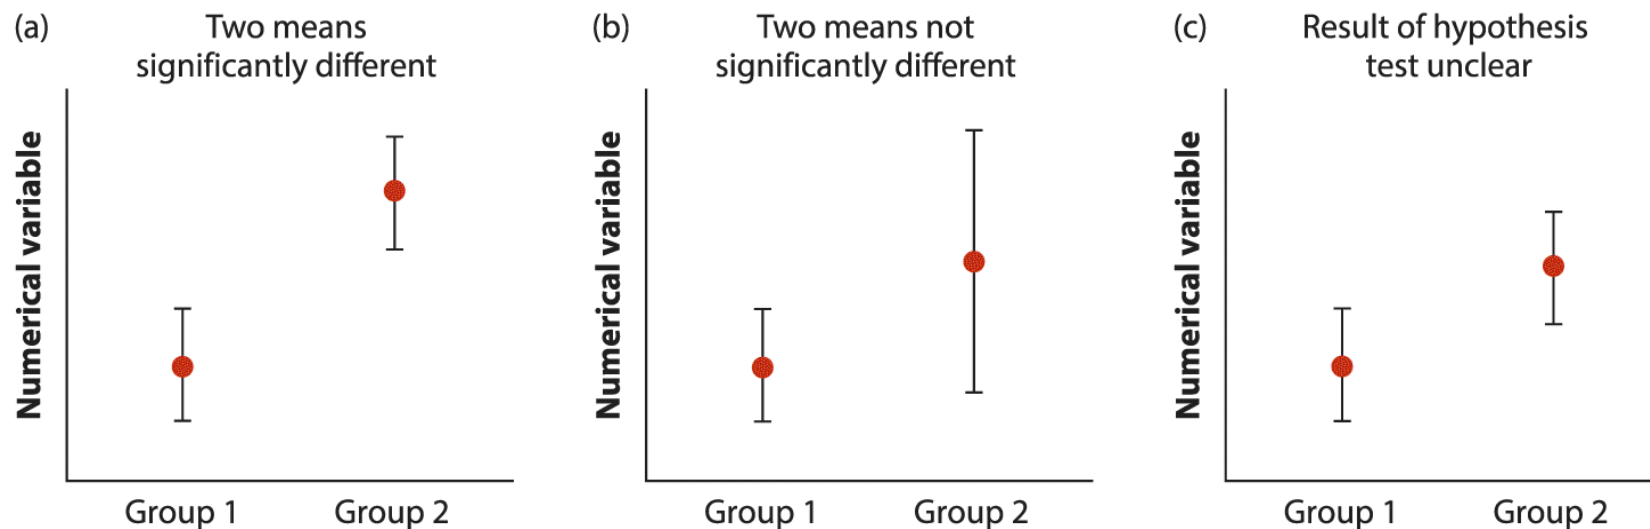 (a)
Two means
significantly different
Numerical variable
Group 1
Group 2
(b)
Two means not
significantly different
Numerical variable
Group 1
Group 2
(c)
Result of hypothesis
test unclear
Numerical variable
Group 1
Group 2